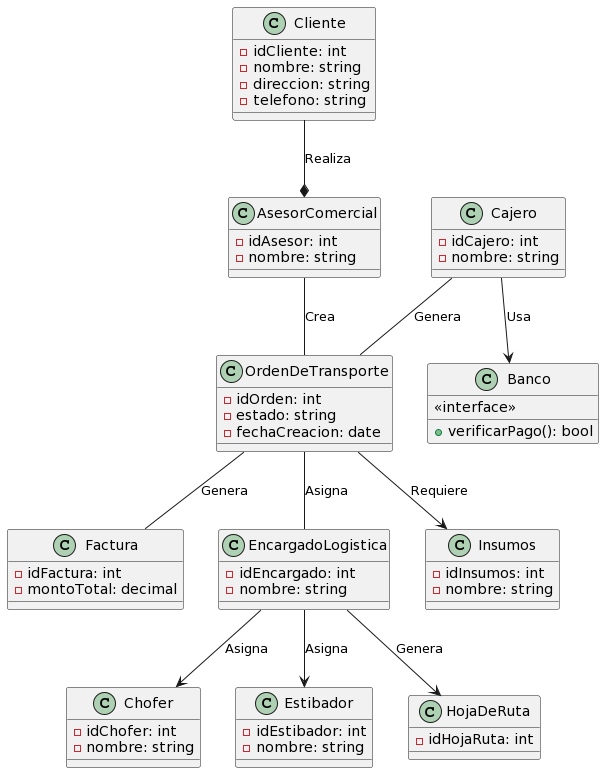 C Cliente
idCliente: int
nombre: string
direccion: string
telefono: string
Realiza
C AsesorComercial
idAsesor: int
nombre: string
C Cajero
idCajero: int
nombre: string
Crea
Genera
Usa
C OrdenDeTransporte
idOrden: int
estado: string
fechaCreacion: date
C Banco
«interface»
verificarPago(): bool
Genera
Asigna
Requiere
C Factura
idFactura: int
montoTotal: decimal
C EncargadoLogistica
idEncargado: int
nombre: string
C Insumos
idInsumos: int
nombre: string
Asigna
Asigna
Genera
C Chofer
idChofer: int
nombre: string
C Estibador
idEstibador: int
nombre: string
C HojaDeRuta
idHojaRuta: int